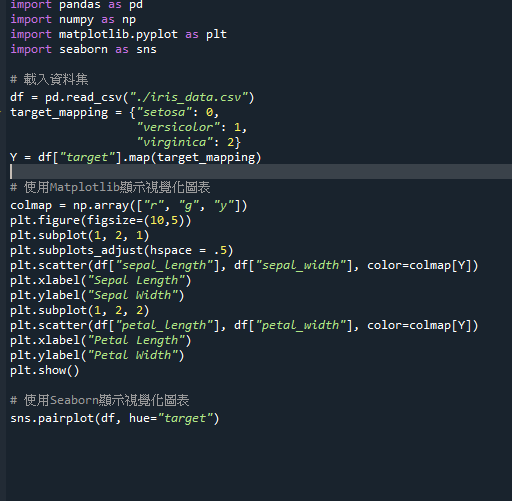 import pandas as pd
import numpy as np
import matplotlib.pyplot as plt
import seaborn as sns
# 載入資料集
df = pd.read_csv("./iris_data.csv")
target_mapping = {"setosa": 0,
                  "versicolor": 1,
                  "virginica": 2}
Y = df["target"].map(target_mapping)
# 使用Matplotlib顯示視覺化圖表
colmap = np.array(["r", "g", "y"])
plt.figure(figsize=(10,5))
plt.subplot(1, 2, 1)
plt.subplots_adjust(hspace = .5)
plt.scatter(df["sepal_length"], df["sepal_width"], color=colmap[Y])
plt.xlabel("Sepal Length")
plt.ylabel("Sepal Width")
plt.subplot(1, 2, 2)
plt.scatter(df["petal_length"], df["petal_width"], color=colmap[Y])
plt.xlabel("Petal Length")
plt.ylabel("Petal Width")
plt.show()
# 使用Seaborn顯示視覺化圖表
sns.pairplot(df, hue="target")